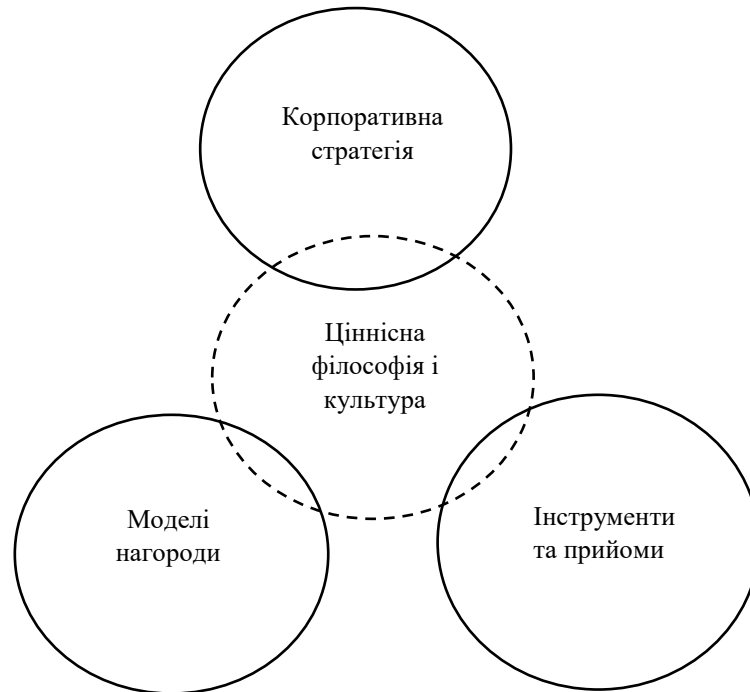 Корпоративна
стратегія
Ціннісна
філософія і
культура
Моделі
нагороди
Інструменти
та прийоми